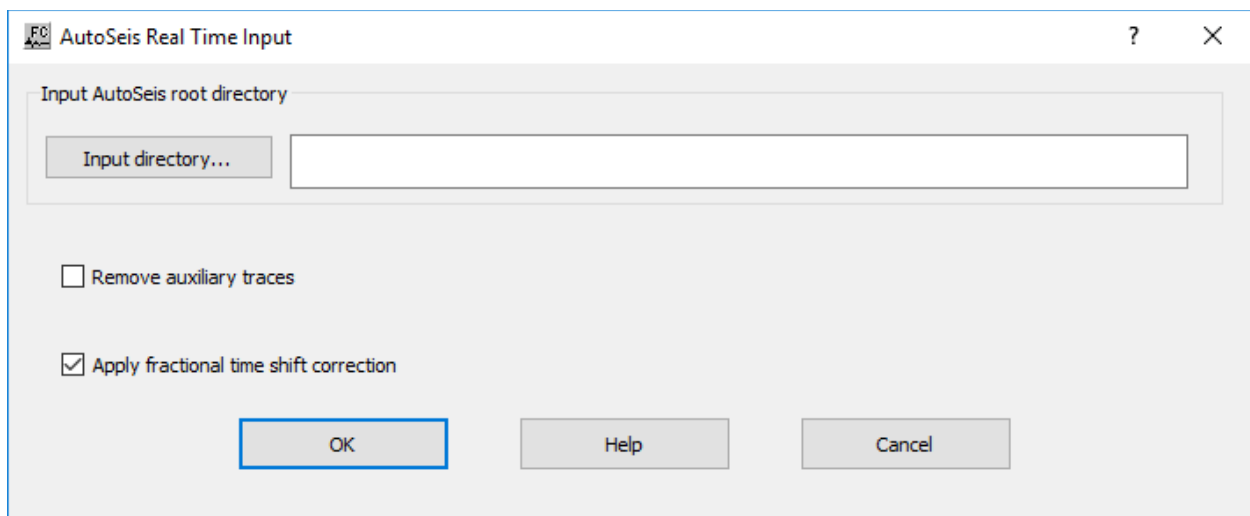 FC AutoSeis Real Time Input ?
Input AutoSeis root directory
Input directory...
Remove auxiliary traces
Apply fractional time shift correction
OK Help Cancel